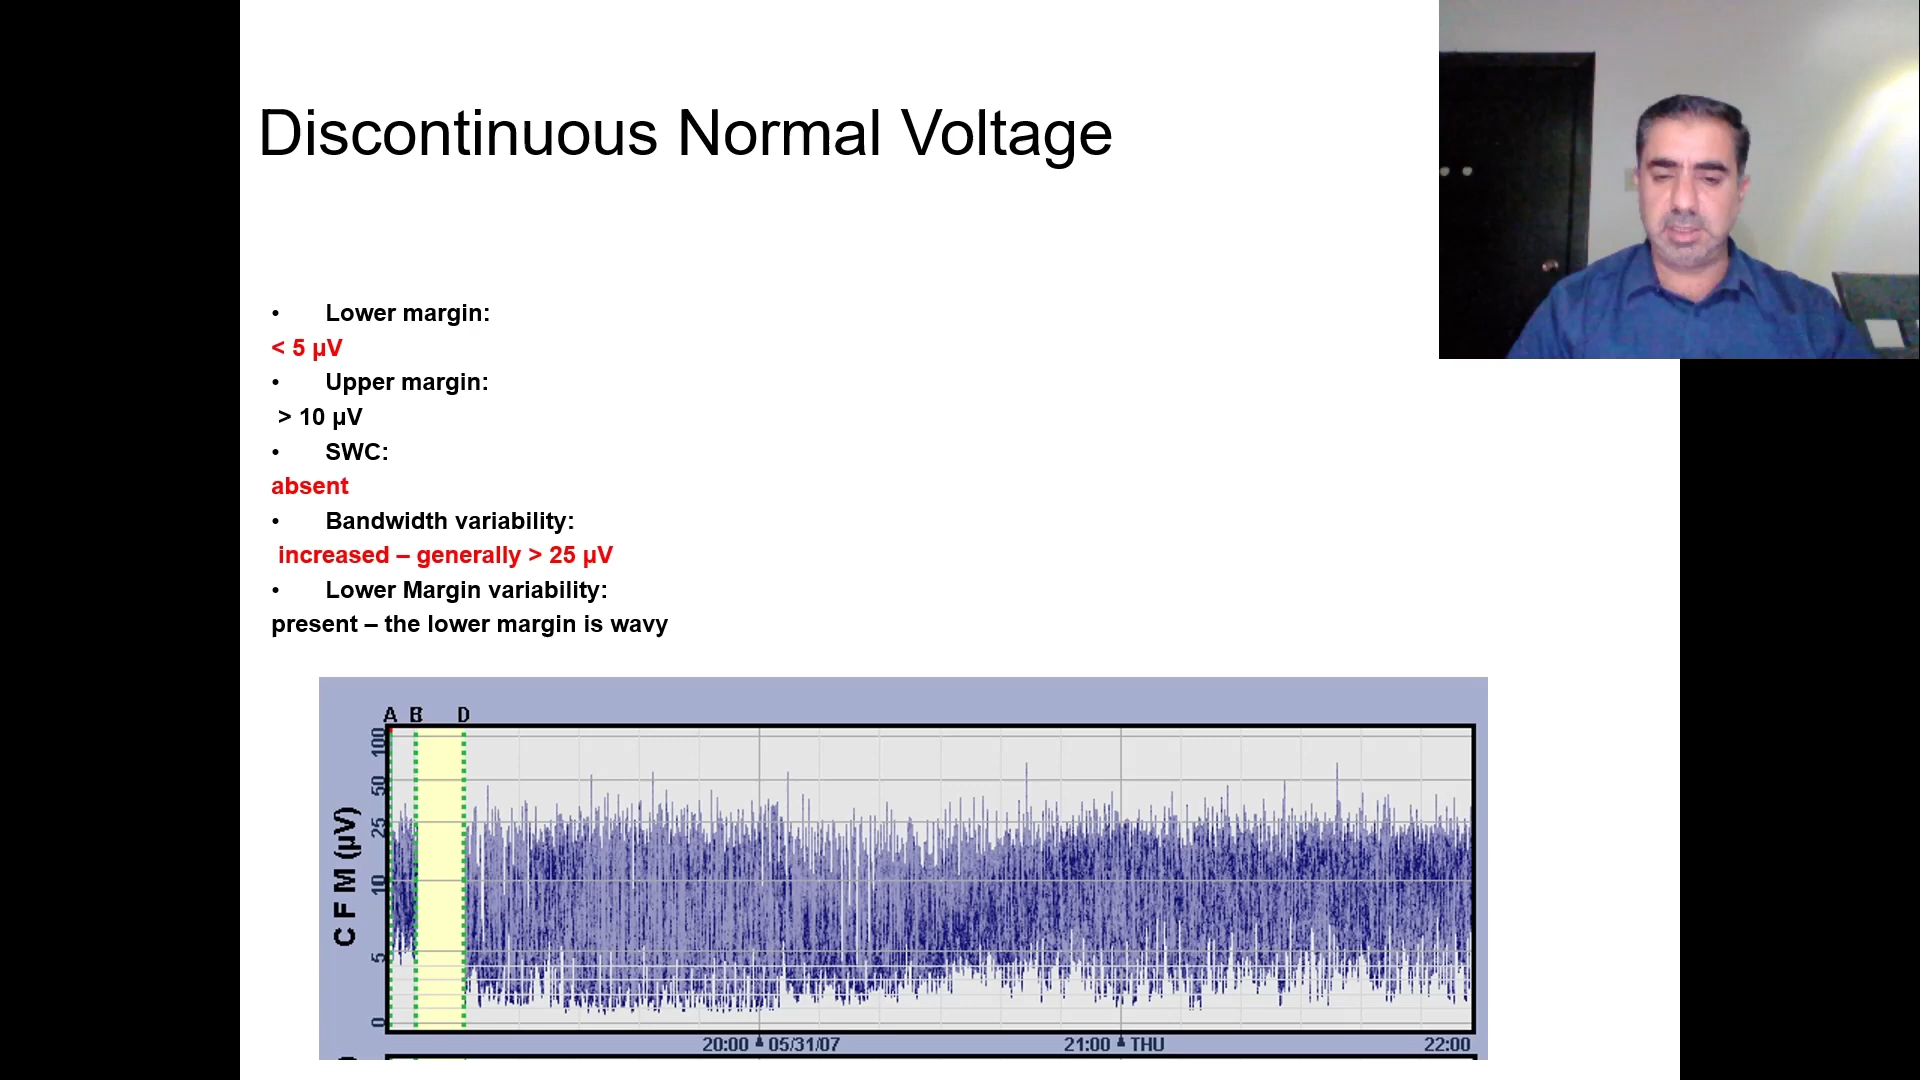 Discontinuous Normal Voltage
• Lower margin:
< 5 µV
• Upper margin:
> 10 µV
• SWC:
absent
• Bandwidth variability:
increased – generally > 25 µV
• Lower Margin variability:
present – the lower margin is wavy
A B D
100
50
25
10
5
0
C F M (µV)
20:00 05/31/07 21:00 THU 22:00